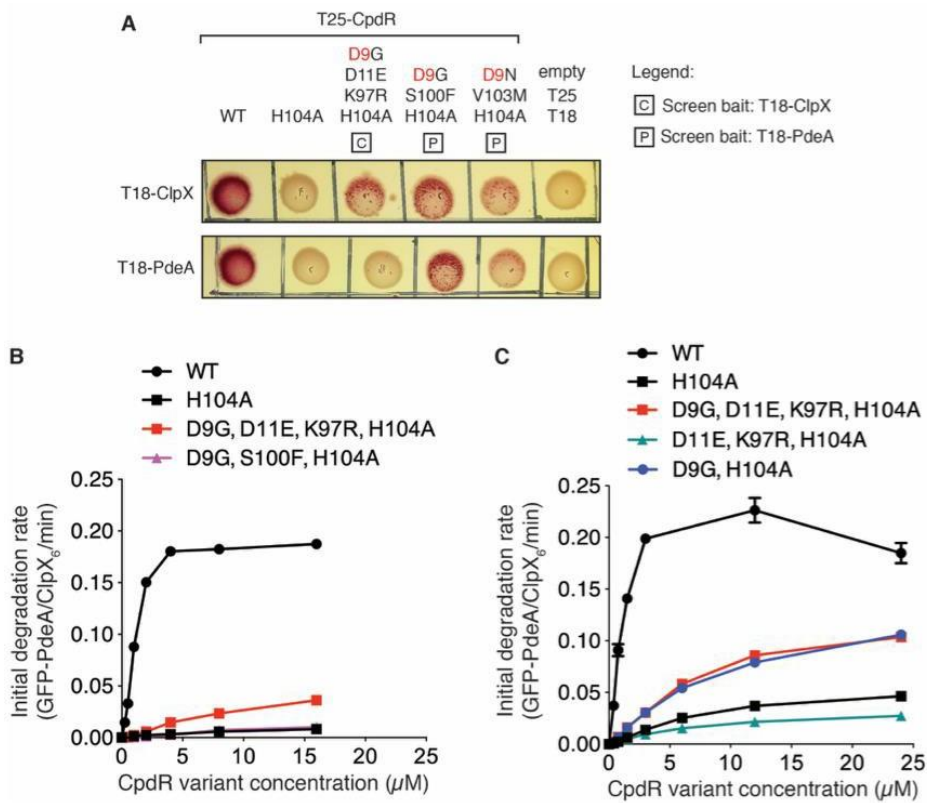 A
T25-CpdR
D9G
D11E D9G D9N empty
K97R S100F V103M T25
WT H104A H104A H104A H104A T18
C P P
Legend:
C Screen bait: T18-ClpX
P Screen bait: T18-PdeA
T18-ClpX
T18-PdeA
B
WT
H104A
D9G, D11E, K97R, H104A
D9G, S100F, H104A
Initial degradation rate
(GFP-PdeA/ClpX₆/min)
0.25
0.20
0.15
0.10
0.05
0.00
0 5 10 15 20 25
CpdR variant concentration (µM)
C
WT
H104A
D9G, D11E, K97R, H104A
D11E, K97R, H104A
D9G, H104A
Initial degradation rate
(GFP-PdeA/ClpX₆/min)
0.25
0.20
0.15
0.10
0.05
0.00
0 5 10 15 20 25
CpdR variant concentration (µM)